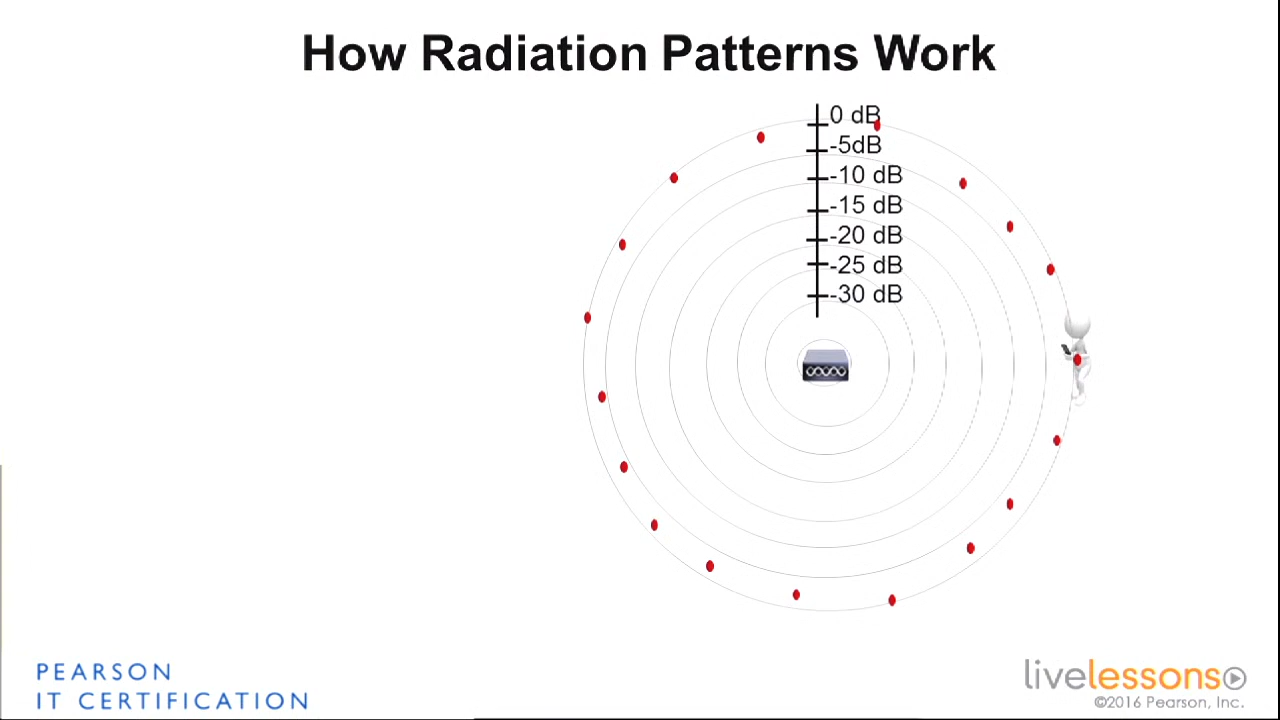 How Radiation Patterns Work
0 dB
-5dB
-10 dB
-15 dB
-20 dB
-25 dB
-30 dB
PEARSON
IT CERTIFICATION
livelessons
©2016 Pearson, Inc.